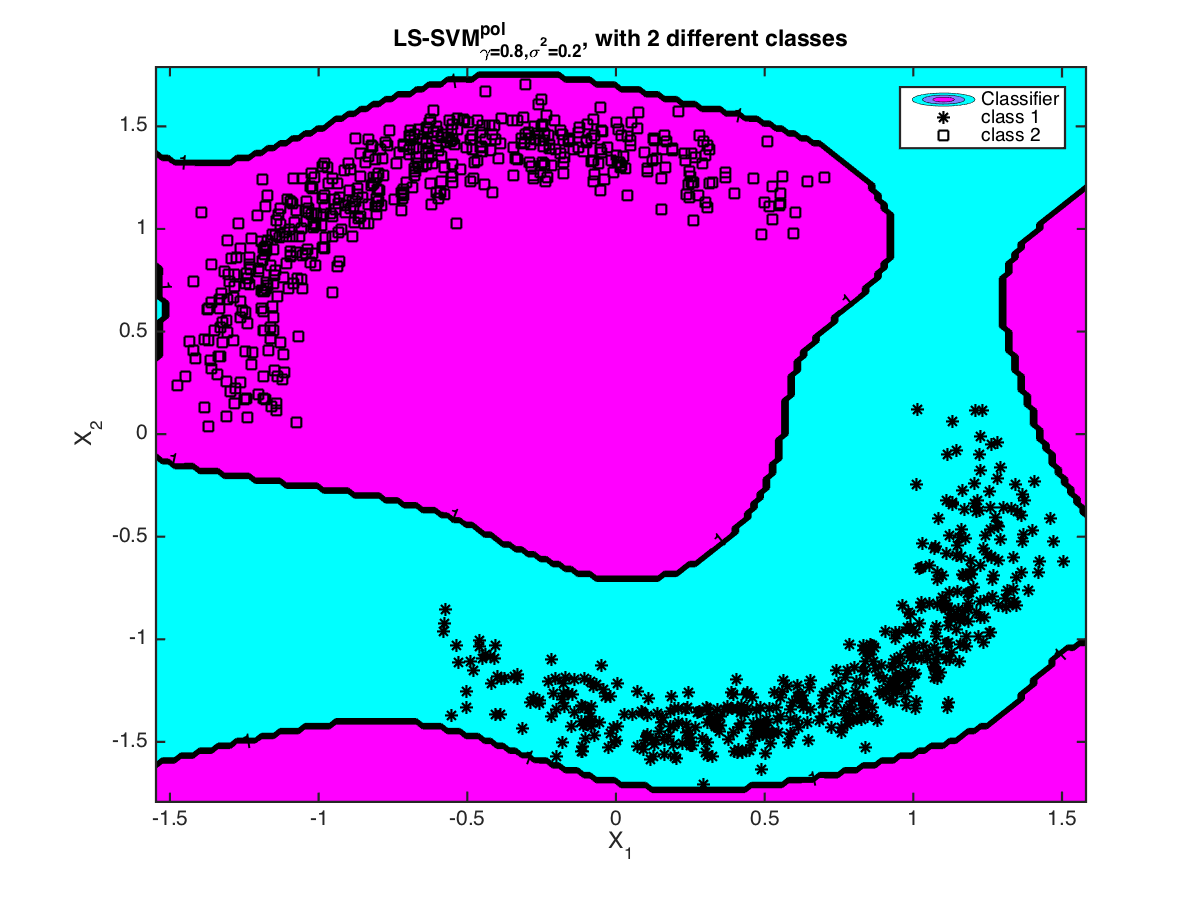 LS-SVM^pol_γ=0.8,σ²=0.2, with 2 different classes
Classifier
class 1
class 2
1.5
1
0.5
0
-0.5
-1
-1.5
X_2
-1.5 -1 -0.5 0 0.5 1 1.5
X_1